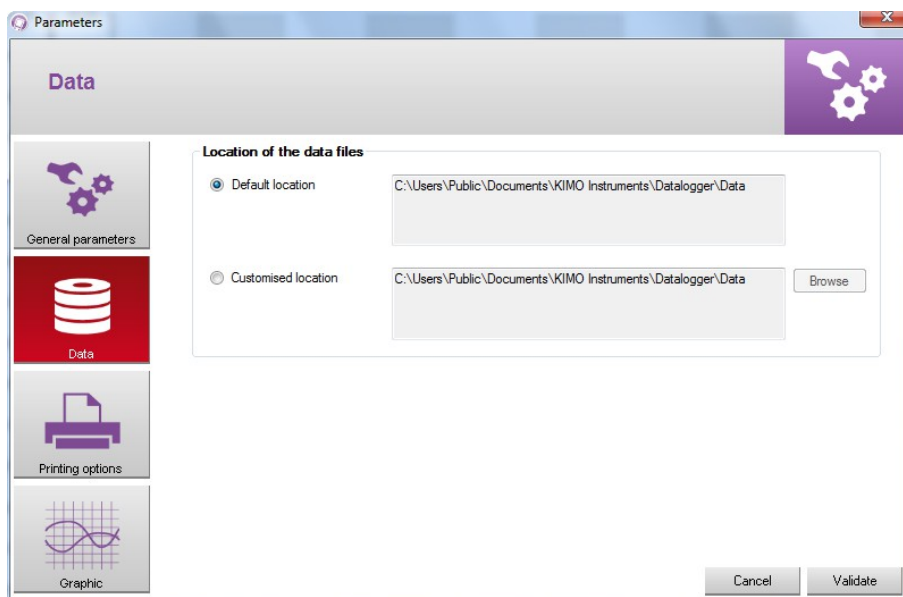 Parameters
Data
Location of the data files
Default location
C:\Users\Public\Documents\KIMO Instruments\Datalogger\Data
Customised location
C:\Users\Public\Documents\KIMO Instruments\Datalogger\Data
Browse
General parameters
Data
Printing options
Graphic
Cancel
Validate